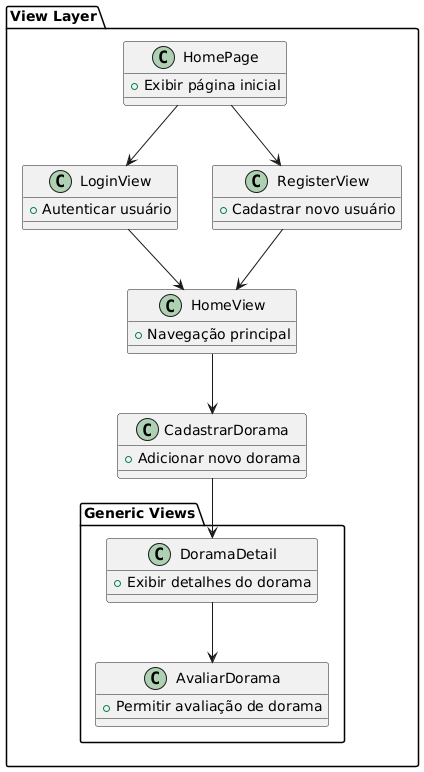 View Layer
C HomePage
Exibir página inicial
C LoginView
Autenticar usuário
C RegisterView
Cadastrar novo usuário
C HomeView
Navegação principal
C CadastrarDorama
Adicionar novo dorama
Generic Views
C DoramaDetail
Exibir detalhes do dorama
C AvaliarDorama
Permitir avaliação de dorama